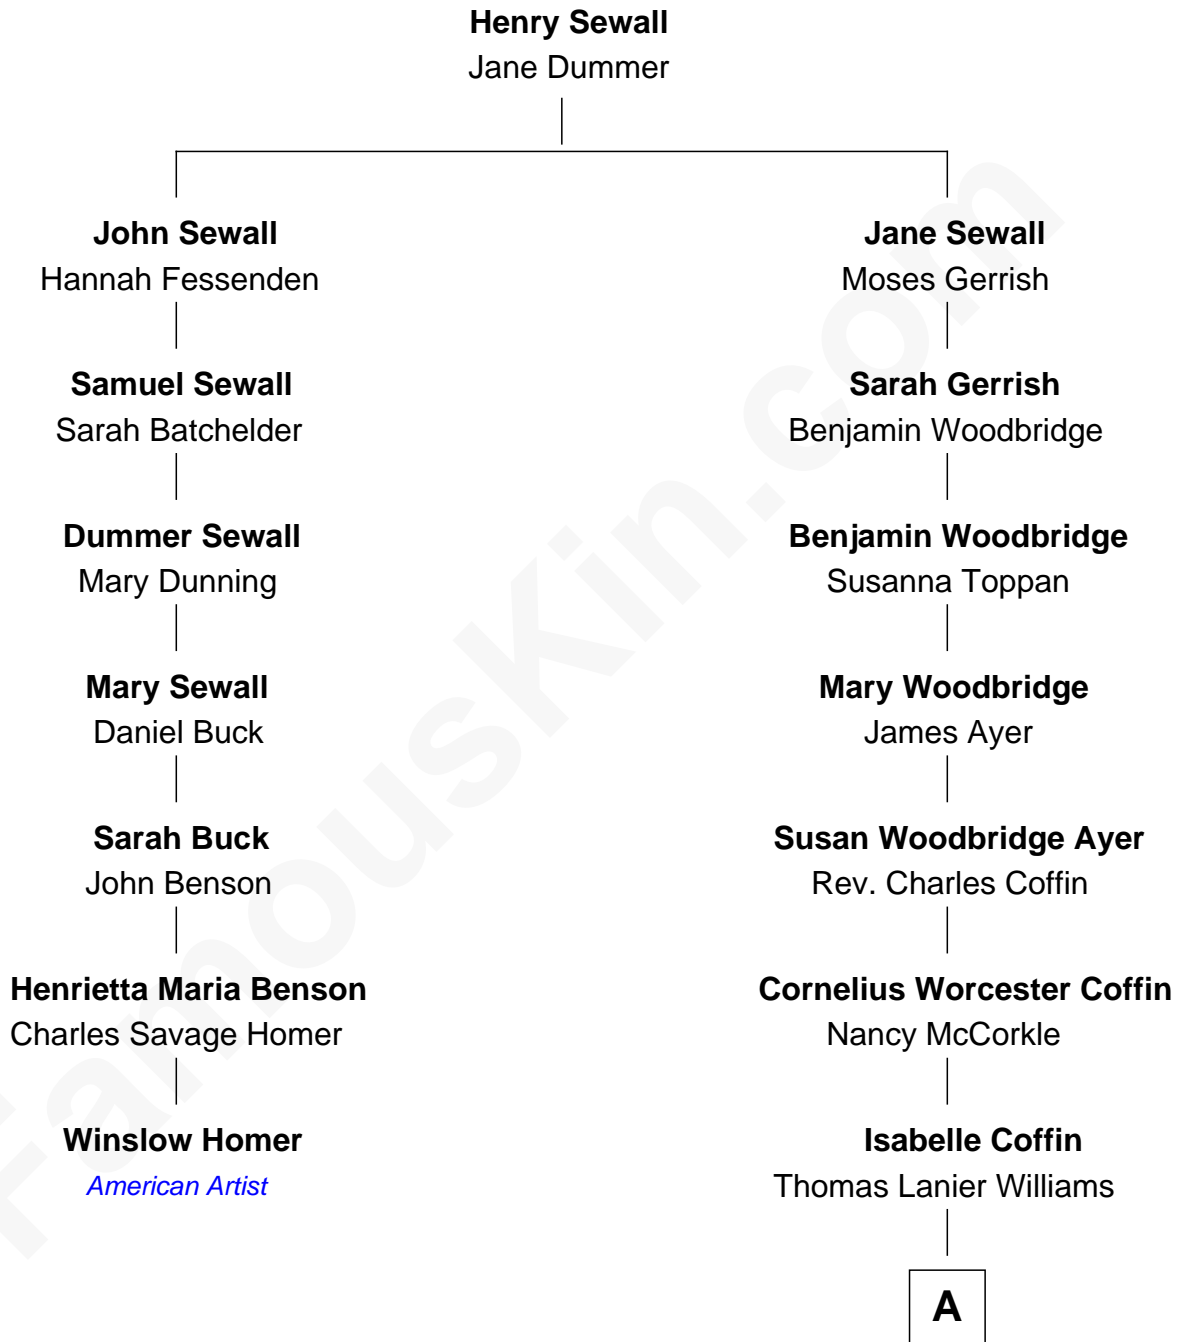 Henry Sewall
Jane Dummer
John Sewall
Hannah Fessenden
Jane Sewall
Moses Gerrish
Samuel Sewall
Sarah Batchelder
Sarah Gerrish
Benjamin Woodbridge
Dummer Sewall
Mary Dunning
Benjamin Woodbridge
Susanna Toppan
Mary Sewall
Daniel Buck
Mary Woodbridge
James Ayer
Sarah Buck
John Benson
Susan Woodbridge Ayer
Rev. Charles Coffin
Henrietta Maria Benson
Charles Savage Homer
Cornelius Worcester Coffin
Nancy McCorkle
Winslow Homer
American Artist
Isabelle Coffin
Thomas Lanier Williams
A
FamousKin.com